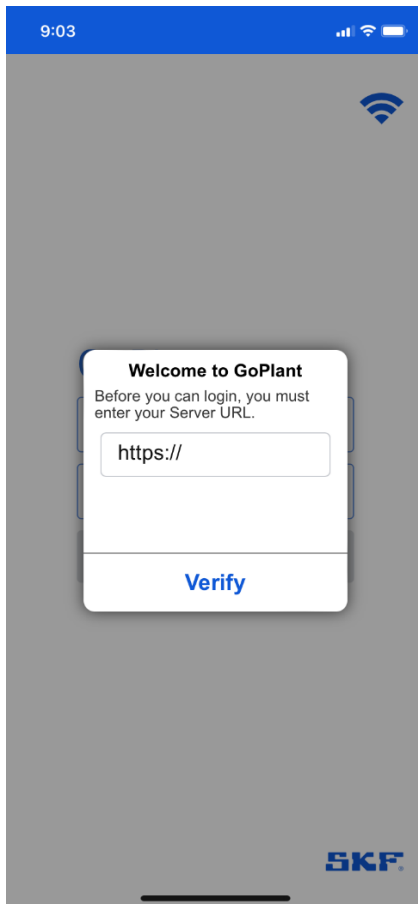 9:03
Welcome to GoPlant
Before you can login, you must
enter your Server URL.
https://
Verify
SKF.